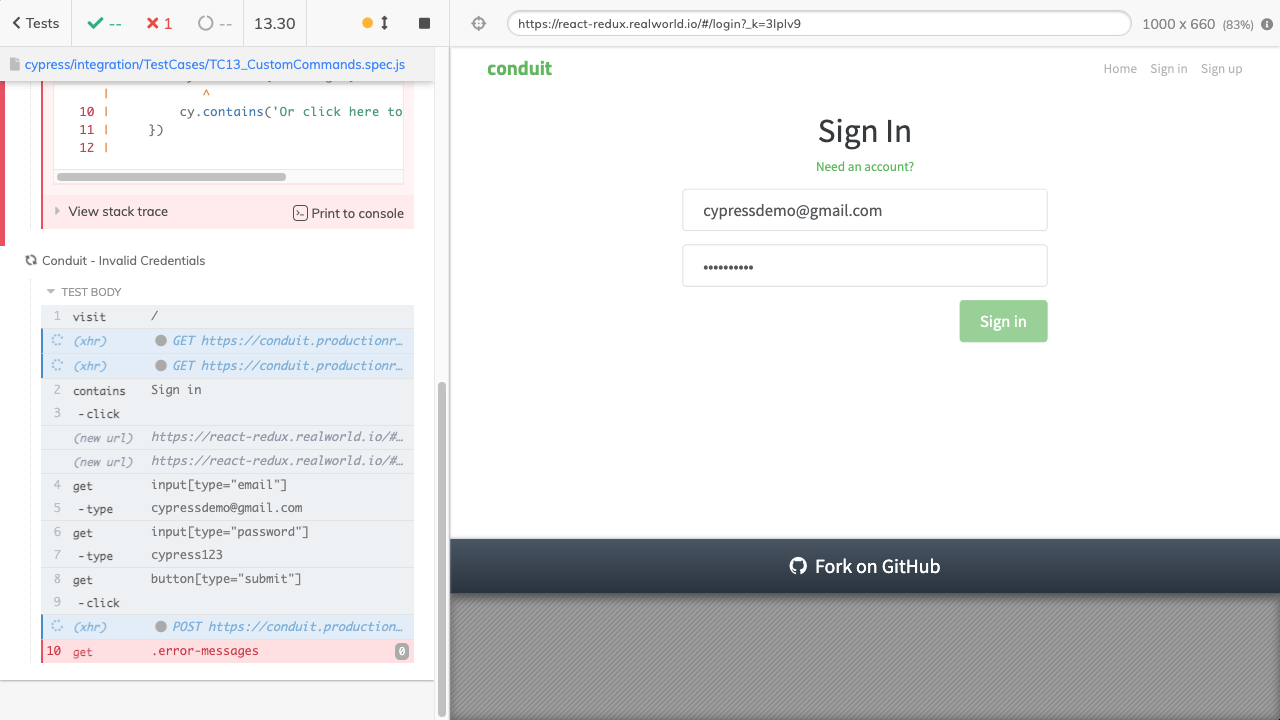 Tests
--
1
--
13.30
https://react-redux.realworld.io/#/login?_k=3lplv9
1000 x 660 (83%)
cypress/integration/TestCases/TC13_CustomCommands.spec.js
| ^
10 | cy.contains('Or click here to
11 | })
12 |
View stack trace
Print to console
Conduit - Invalid Credentials
TEST BODY
1 visit /
(xhr) GET https://conduit.productionr...
(xhr) GET https://conduit.productionr...
2 contains Sign in
3 - click
(new url) https://react-redux.realworld.io/#...
(new url) https://react-redux.realworld.io/#...
4 get input[type="email"]
5 - type cypressdemo@gmail.com
6 get input[type="password"]
7 - type cypress123
8 get button[type="submit"]
9 - click
(xhr) POST https://conduit.production...
10 get .error-messages 0
conduit
Home Sign in Sign up
Sign In
Need an account?
cypressdemo@gmail.com
••••••••••
Sign in
Fork on GitHub